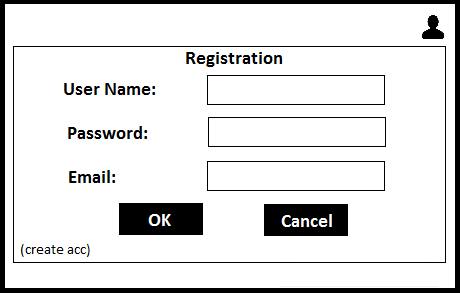 Registration
User Name:
Password:
Email:
OK Cancel
(create acc)